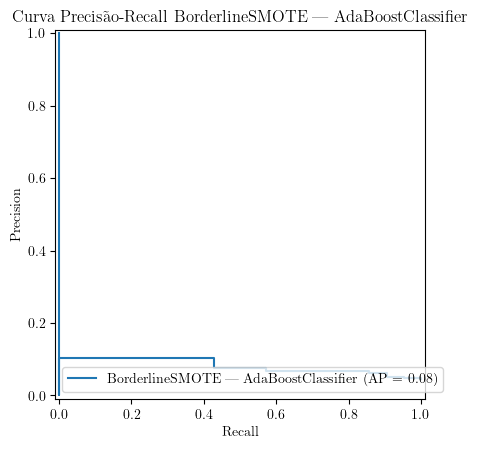 Curva Precisão-Recall BorderlineSMOTE — AdaBoostClassifier
1.0
0.8
0.6
0.4
0.2
0.0
Precision
BorderlineSMOTE — AdaBoostClassifier (AP = 0.08)
0.0 0.2 0.4 0.6 0.8 1.0
Recall